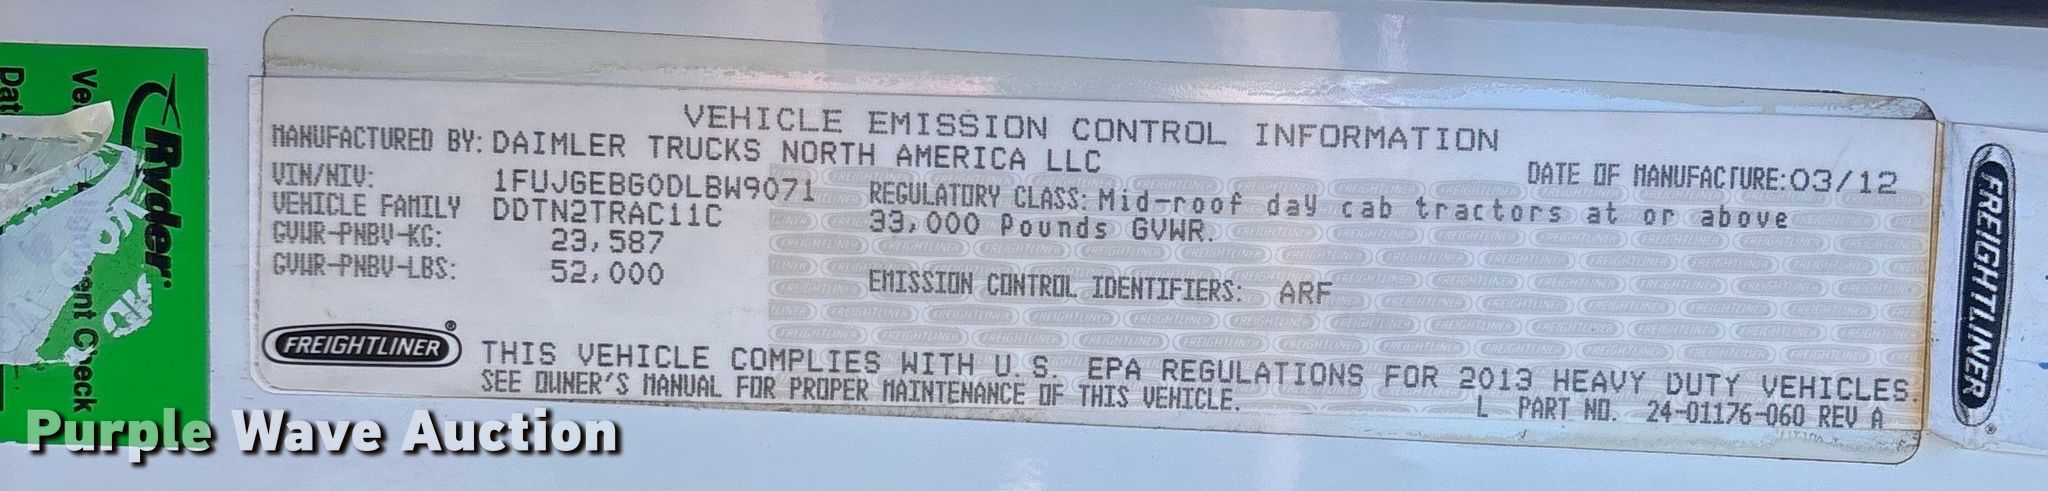 VEHICLE EMISSION CONTROL INFORMATION
MANUFACTURED BY: DAIMLER TRUCKS NORTH AMERICA LLC
DATE OF MANUFACTURE: 03/12
VIN/NIV: 1FUJGEBG0DLBW9071
REGULATORY CLASS: Mid-roof day cab tractors at or above
VEHICLE FAMILY DDTN2TRAC11C
33,000 Pounds GVWR.
GVWR-PNBV-KG: 23,587
GVWR-PNBV-LBS: 52,000
EMISSION CONTROL IDENTIFIERS: ARF
FREIGHTLINER®
THIS VEHICLE COMPLIES WITH U.S. EPA REGULATIONS FOR 2013 HEAVY DUTY VEHICLES.
SEE OWNER'S MANUAL FOR PROPER MAINTENANCE OF THIS VEHICLE.
L PART NO. 24-01176-060 REV A
FREIGHTLINER®
Ryder
Check
Purple Wave Auction